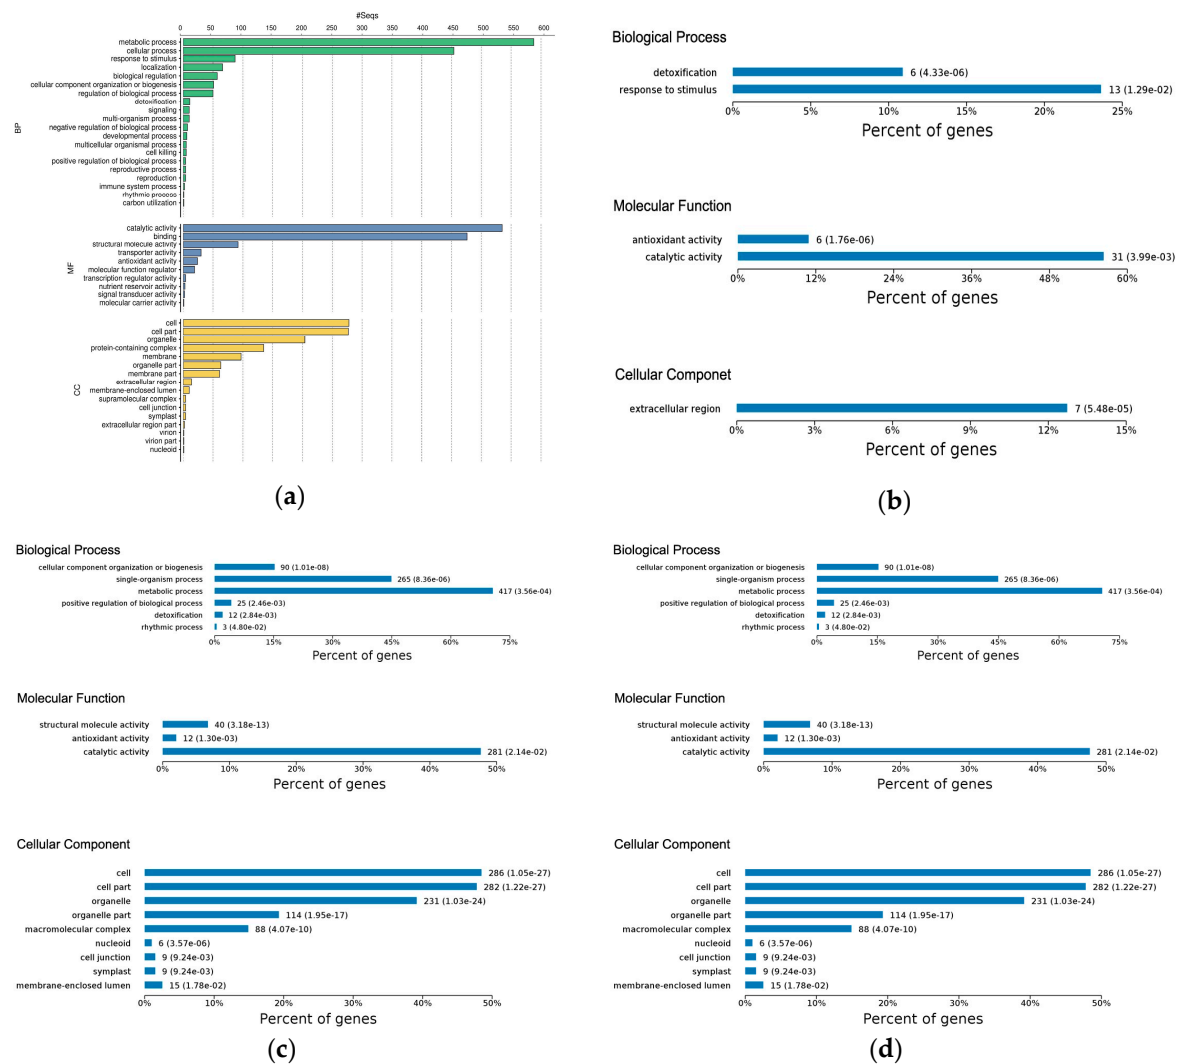 #Seqs
0 50 100 150 200 250 300 350 400 450 500 550 600
BP
metabolic process
cellular process
response to stimulus
localization
biological regulation
cellular component organization or biogenesis
regulation of biological process
detoxification
signaling
multi-organism process
negative regulation of biological process
developmental process
multicellular organismal process
cell killing
positive regulation of biological process
reproductive process
reproduction
immune system process
rhythmic process
carbon utilization
MF
catalytic activity
binding
structural molecule activity
transporter activity
antioxidant activity
molecular function regulator
transcription regulator activity
nutrient reservoir activity
signal transducer activity
molecular carrier activity
CC
cell
cell part
organelle
protein-containing complex
membrane
organelle part
membrane part
extracellular region
membrane-enclosed lumen
supramolecular complex
cell junction
symplast
extracellular region part
virion
virion part
nucleoid
(a)
Biological Process
detoxification 6 (4.33e-06)
response to stimulus 13 (1.29e-02)
0% 5% 10% 15% 20% 25%
Percent of genes
Molecular Function
antioxidant activity 6 (1.76e-06)
catalytic activity 31 (3.99e-03)
0% 12% 24% 36% 48% 60%
Percent of genes
Cellular Componet
extracellular region 7 (5.48e-05)
0% 3% 6% 9% 12% 15%
Percent of genes
(b)
Biological Process
cellular component organization or biogenesis 90 (1.01e-08)
single-organism process 265 (8.36e-06)
metabolic process 417 (3.56e-04)
positive regulation of biological process 25 (2.46e-03)
detoxification 12 (2.84e-03)
rhythmic process 3 (4.80e-02)
0% 15% 30% 45% 60% 75%
Percent of genes
Molecular Function
structural molecule activity 40 (3.18e-13)
antioxidant activity 12 (1.30e-03)
catalytic activity 281 (2.14e-02)
0% 10% 20% 30% 40% 50%
Percent of genes
Cellular Component
cell 286 (1.05e-27)
cell part 282 (1.22e-27)
organelle 231 (1.03e-24)
organelle part 114 (1.95e-17)
macromolecular complex 88 (4.07e-10)
nucleoid 6 (3.57e-06)
cell junction 9 (9.24e-03)
symplast 9 (9.24e-03)
membrane-enclosed lumen 15 (1.78e-02)
0% 10% 20% 30% 40% 50%
Percent of genes
(c)
Biological Process
cellular component organization or biogenesis 90 (1.01e-08)
single-organism process 265 (8.36e-06)
metabolic process 417 (3.56e-04)
positive regulation of biological process 25 (2.46e-03)
detoxification 12 (2.84e-03)
rhythmic process 3 (4.80e-02)
0% 15% 30% 45% 60% 75%
Percent of genes
Molecular Function
structural molecule activity 40 (3.18e-13)
antioxidant activity 12 (1.30e-03)
catalytic activity 281 (2.14e-02)
0% 10% 20% 30% 40% 50%
Percent of genes
Cellular Component
cell 286 (1.05e-27)
cell part 282 (1.22e-27)
organelle 231 (1.03e-24)
organelle part 114 (1.95e-17)
macromolecular complex 88 (4.07e-10)
nucleoid 6 (3.57e-06)
cell junction 9 (9.24e-03)
symplast 9 (9.24e-03)
membrane-enclosed lumen 15 (1.78e-02)
0% 10% 20% 30% 40% 50%
Percent of genes
(d)